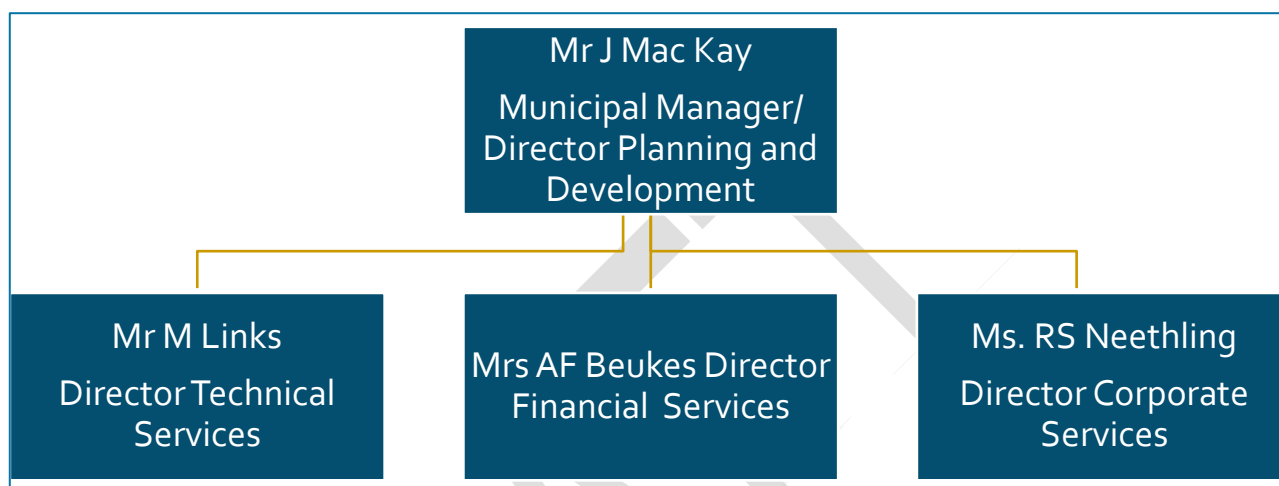 Mr J Mac Kay
Municipal Manager/
Director Planning and
Development
Mr M Links
Director Technical
Services
Mrs AF Beukes Director
Financial Services
Ms. RS Neethling
Director Corporate
Services